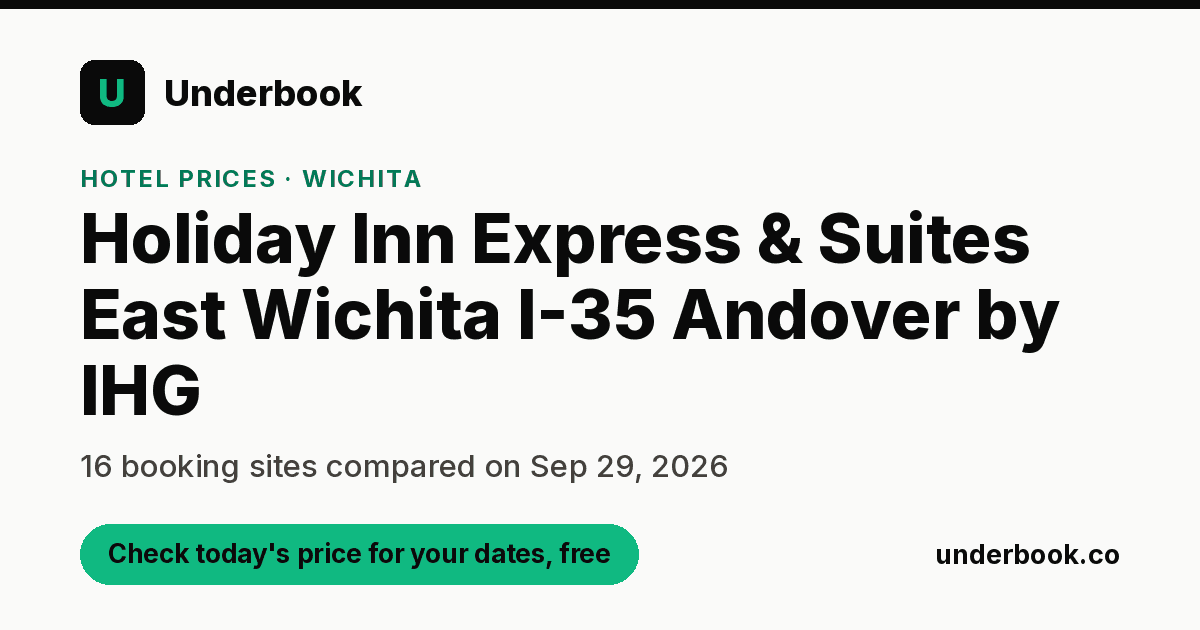 U Underbook
HOTEL PRICES · WICHITA
Holiday Inn Express & Suites
East Wichita I-35 Andover by
IHG
16 booking sites compared on Sep 29, 2026
Check today's price for your dates, free
underbook.co